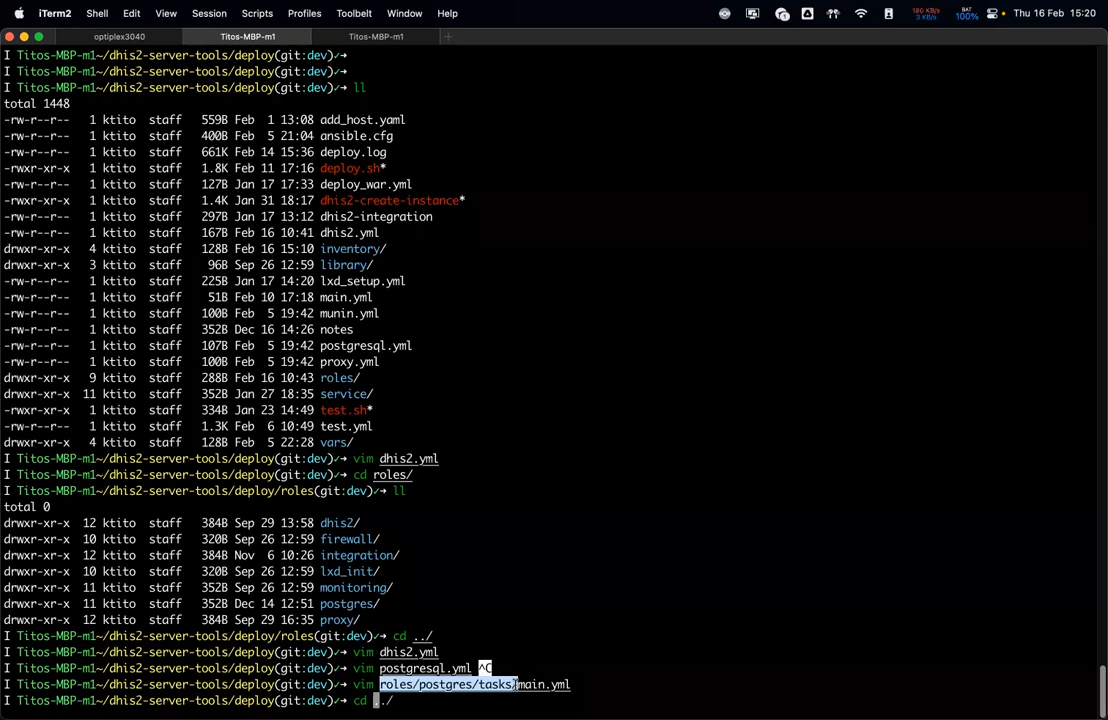 iTerm2 Shell Edit View Session Scripts Profiles Toolbelt Window Help 180 KB/s 3 KB/s BAT 100% Thu 16 Feb 15:20
optiplex3040 Titos-MBP-m1 Titos-MBP-m1 +
I Titos-MBP-m1~/dhis2-server-tools/deploy(git:dev)✓→
I Titos-MBP-m1~/dhis2-server-tools/deploy(git:dev)✓→
I Titos-MBP-m1~/dhis2-server-tools/deploy(git:dev)✓→ ll
total 1448
-rw-r--r-- 1 ktito staff 559B Feb 1 13:08 add_host.yaml
-rw-r--r-- 1 ktito staff 400B Feb 5 21:04 ansible.cfg
-rw-r--r-- 1 ktito staff 661K Feb 14 15:36 deploy.log
-rwxr-xr-x 1 ktito staff 1.8K Feb 11 17:16 deploy.sh*
-rw-r--r-- 1 ktito staff 127B Jan 17 17:33 deploy_war.yml
-rwxr-xr-x 1 ktito staff 1.4K Jan 31 18:17 dhis2-create-instance*
-rw-r--r-- 1 ktito staff 297B Jan 17 13:12 dhis2-integration
-rw-r--r-- 1 ktito staff 167B Feb 16 10:41 dhis2.yml
drwxr-xr-x 4 ktito staff 128B Feb 16 15:10 inventory/
drwxr-xr-x 3 ktito staff 96B Sep 26 12:59 library/
-rw-r--r-- 1 ktito staff 225B Jan 17 14:20 lxd_setup.yml
-rw-r--r-- 1 ktito staff 51B Feb 10 17:18 main.yml
-rw-r--r-- 1 ktito staff 100B Feb 5 19:42 munin.yml
-rw-r--r-- 1 ktito staff 352B Dec 16 14:26 notes
-rw-r--r-- 1 ktito staff 107B Feb 5 19:42 postgresql.yml
-rw-r--r-- 1 ktito staff 100B Feb 5 19:42 proxy.yml
drwxr-xr-x 9 ktito staff 288B Feb 16 10:43 roles/
drwxr-xr-x 11 ktito staff 352B Jan 27 18:35 service/
-rwxr-xr-x 1 ktito staff 334B Jan 23 14:49 test.sh*
-rw-r--r-- 1 ktito staff 1.3K Feb 6 10:49 test.yml
drwxr-xr-x 4 ktito staff 128B Feb 5 22:28 vars/
I Titos-MBP-m1~/dhis2-server-tools/deploy(git:dev)✓→ vim dhis2.yml
I Titos-MBP-m1~/dhis2-server-tools/deploy(git:dev)✓→ cd roles/
I Titos-MBP-m1~/dhis2-server-tools/deploy/roles(git:dev)✓→ ll
total 0
drwxr-xr-x 12 ktito staff 384B Sep 29 13:58 dhis2/
drwxr-xr-x 10 ktito staff 320B Sep 26 12:59 firewall/
drwxr-xr-x 12 ktito staff 384B Nov 6 10:26 integration/
drwxr-xr-x 10 ktito staff 320B Sep 26 12:59 lxd_init/
drwxr-xr-x 11 ktito staff 352B Sep 26 12:59 monitoring/
drwxr-xr-x 11 ktito staff 352B Dec 14 12:51 postgres/
drwxr-xr-x 12 ktito staff 384B Sep 29 16:35 proxy/
I Titos-MBP-m1~/dhis2-server-tools/deploy/roles(git:dev)✓→ cd ../
I Titos-MBP-m1~/dhis2-server-tools/deploy(git:dev)✓→ vim dhis2.yml
I Titos-MBP-m1~/dhis2-server-tools/deploy(git:dev)✓→ vim postgresql.yml ^C
I Titos-MBP-m1~/dhis2-server-tools/deploy(git:dev)✓→ vim roles/postgres/tasks/main.yml
I Titos-MBP-m1~/dhis2-server-tools/deploy(git:dev)✓→ cd ../